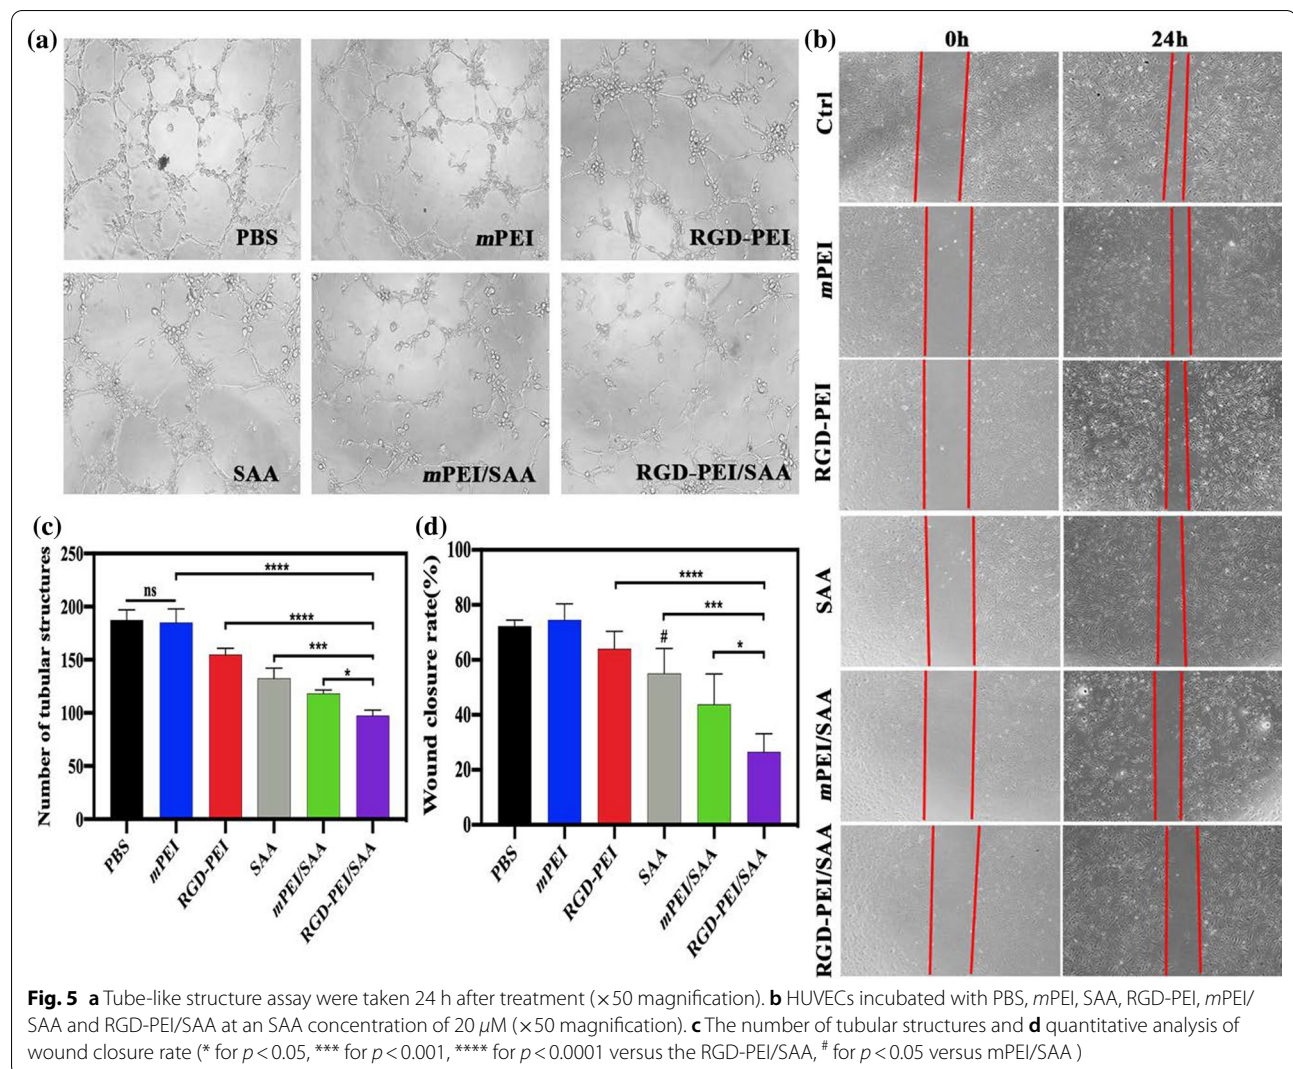 (a)
PBS
mPEI
RGD-PEI
SAA
mPEI/SAA
RGD-PEI/SAA
(b)
0h
24h
Ctrl
mPEI
RGD-PEI
SAA
mPEI/SAA
RGD-PEI/SAA
(c)
Number of tubular structures
250
200
150
100
50
0
ns
****
****
***
*
PBS
mPEI
RGD-PEI
SAA
mPEI/SAA
RGD-PEI/SAA
(d)
Wound closure rate(%)
100
80
60
40
20
0
****
***
#
*
PBS
mPEI
RGD-PEI
SAA
mPEI/SAA
RGD-PEI/SAA
Fig. 5 a Tube-like structure assay were taken 24 h after treatment (×50 magnification). b HUVECs incubated with PBS, mPEI, SAA, RGD-PEI, mPEI/
SAA and RGD-PEI/SAA at an SAA concentration of 20 µM (×50 magnification). c The number of tubular structures and d quantitative analysis of
wound closure rate (* for p < 0.05, *** for p < 0.001, **** for p < 0.0001 versus the RGD-PEI/SAA, # for p < 0.05 versus mPEI/SAA )